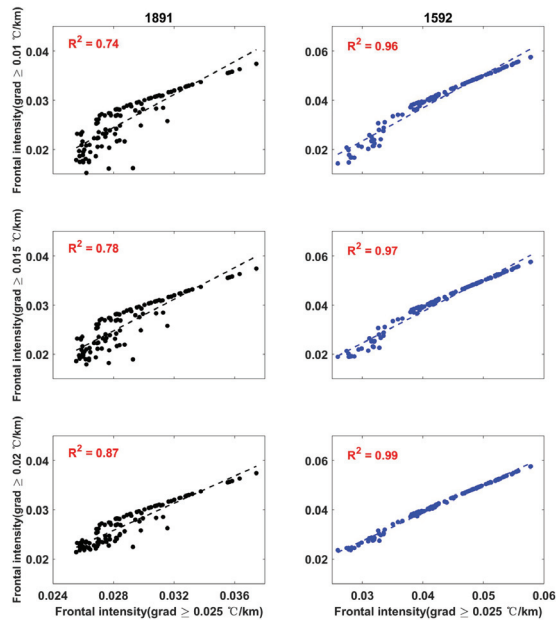 1891
1592
Frontal intensity(grad ≥ 0.01 ℃/km)
R² = 0.74
0.04
0.03
0.02
R² = 0.96
0.06
0.04
0.02
Frontal intensity(grad ≥ 0.015 ℃/km)
R² = 0.78
0.04
0.03
0.02
R² = 0.97
0.06
0.04
0.02
Frontal intensity(grad ≥ 0.02 ℃/km)
R² = 0.87
0.04
0.03
0.02
R² = 0.99
0.06
0.04
0.02
0.024 0.028 0.032 0.036
0.03 0.04 0.05 0.06
Frontal intensity(grad ≥ 0.025 ℃/km)
Frontal intensity(grad ≥ 0.025 ℃/km)